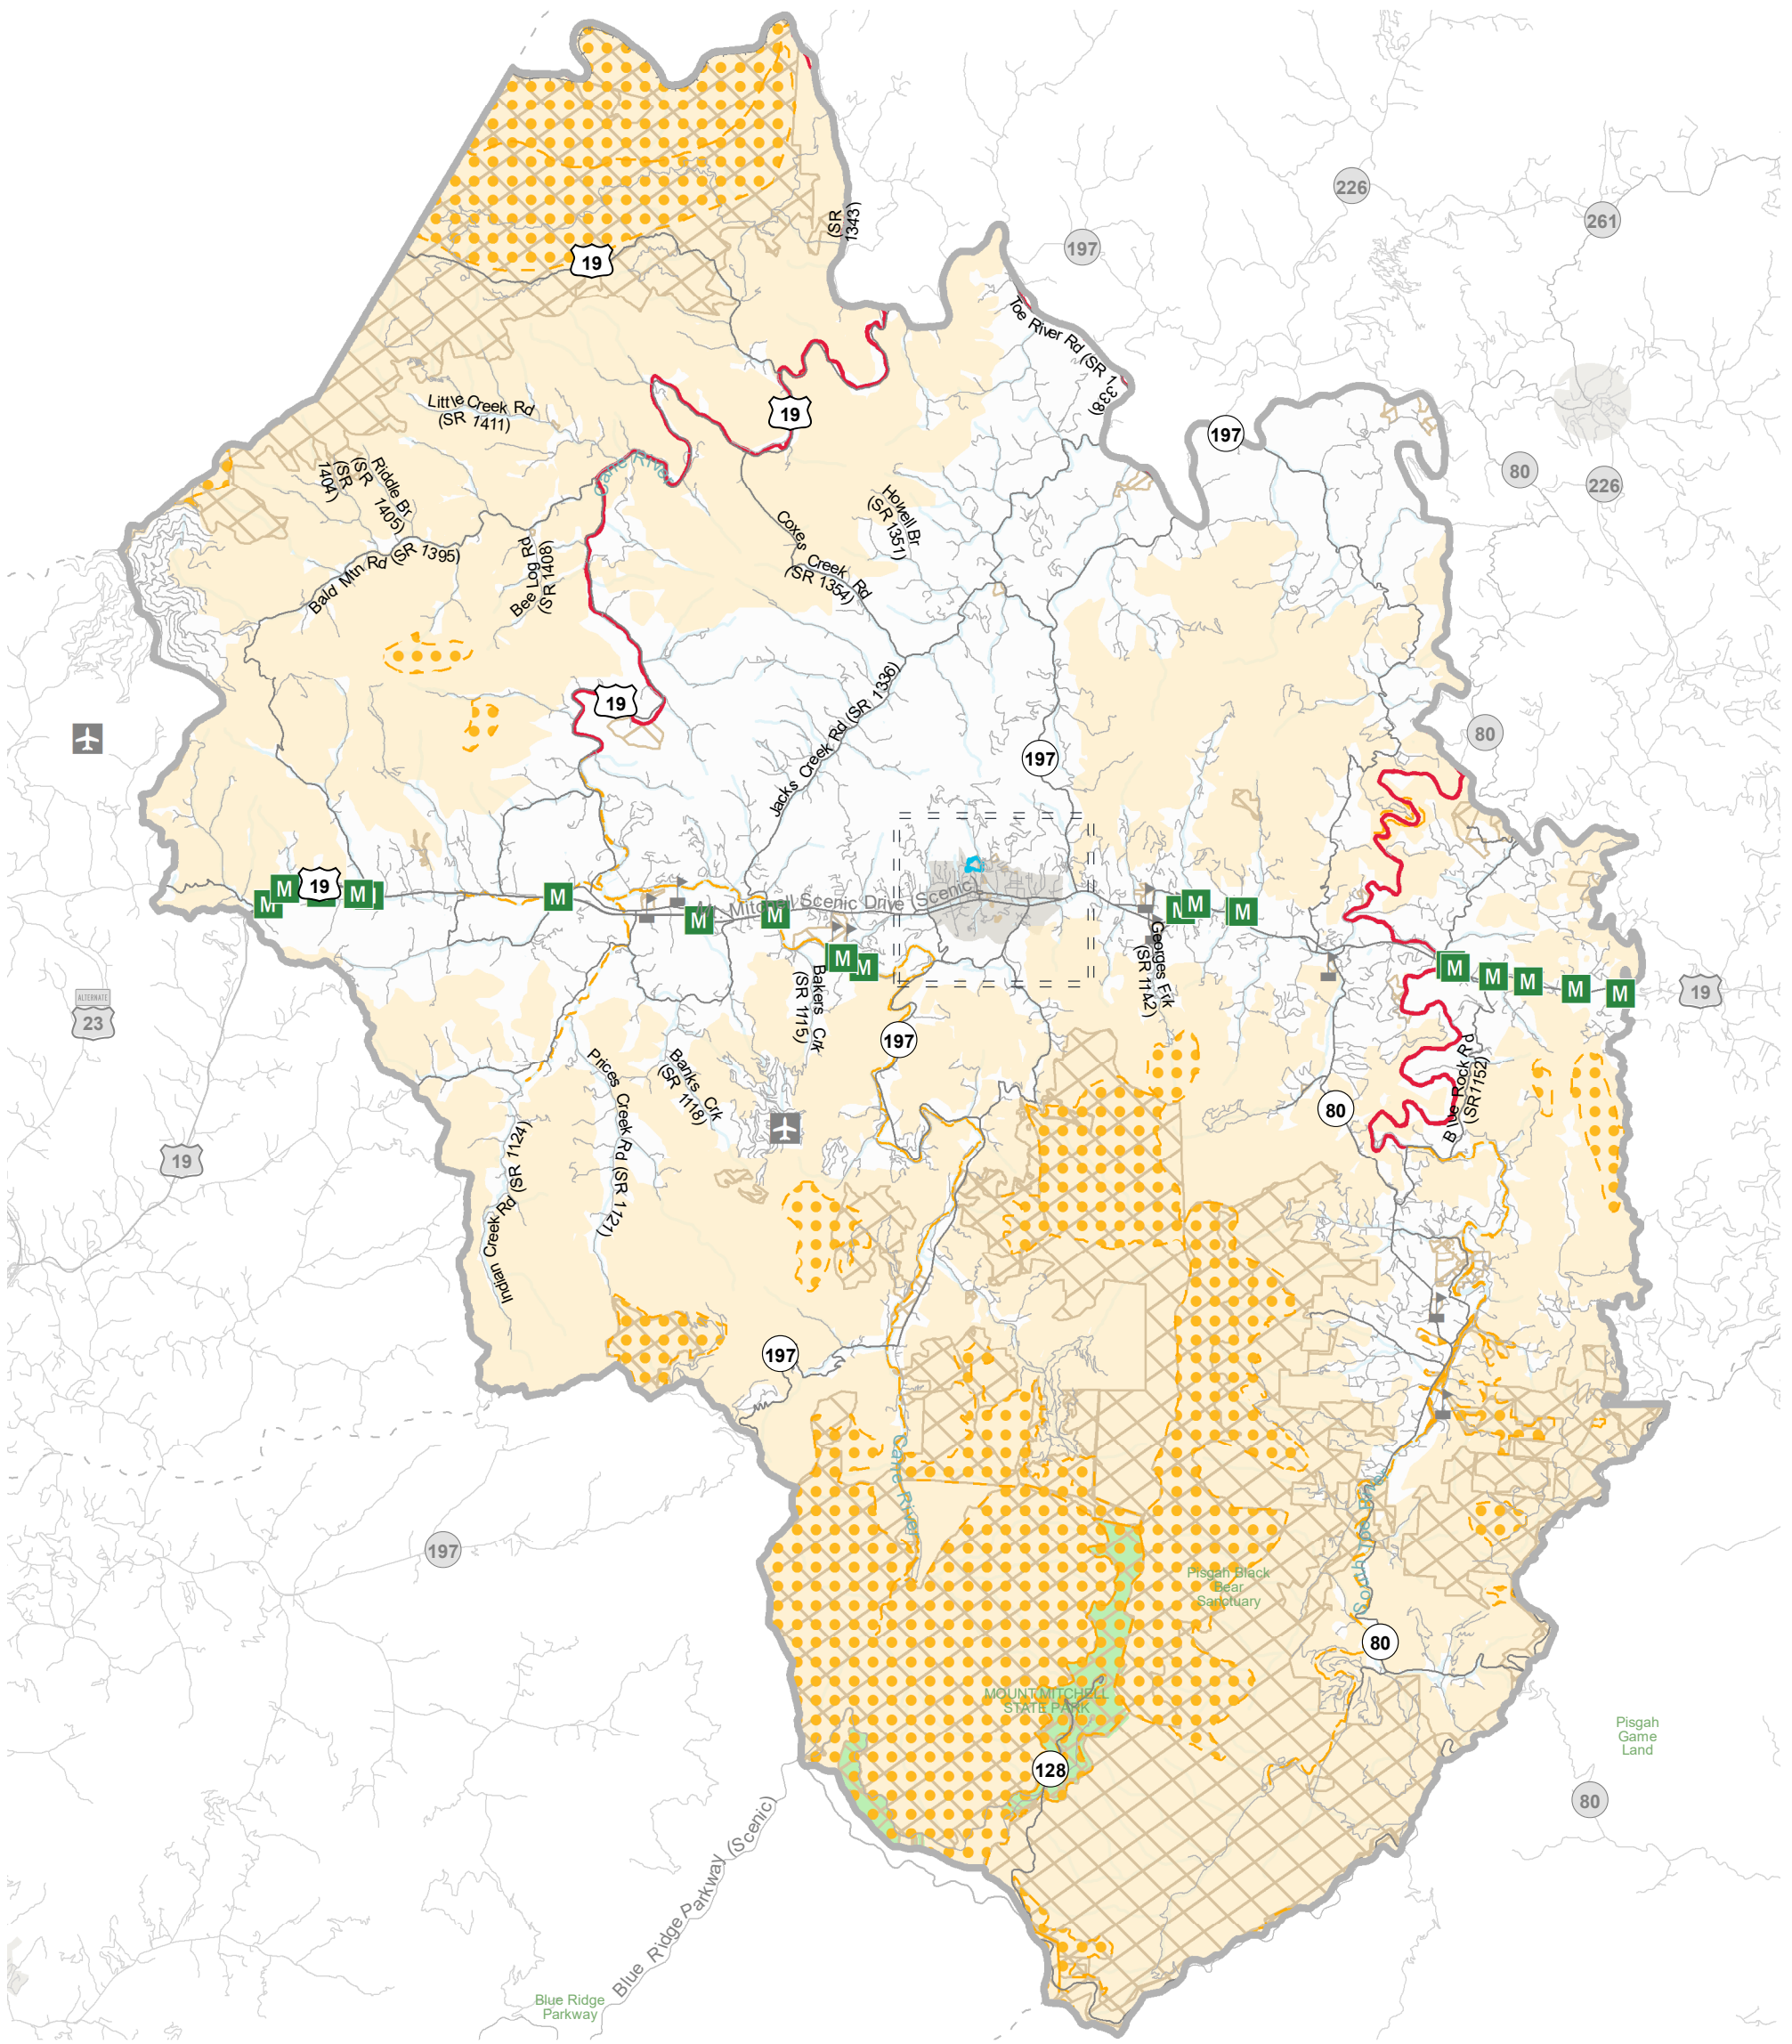 226
261
197
(SR
1343)
19
Toe River Rd (SR 1338)
19
Little Creek Rd
(SR 1411)
197
80
226
Cane River
Riddle Br
(SR 1405)
(SR
1404)
Howell Br
(SR 1351)
Coxes Creek Rd
(SR 1354)
Bald Mtn Rd (SR 1395)
Bee Log Rd
(SR 1408)
19
Jacks Creek Rd (SR 1336)
197
80
M
M
19
M
M
M
M
Mt. Mitchell Scenic Drive (Scenic)
M
M
M
M
M
Georges Frk
(SR 1142)
M
M
M
M
M
19
ALTERNATE
23
Bakers Crk
(SR 1115)
197
Banks Crk
(SR 1118)
Prices Creek Rd (SR 1121)
Blue Rock Rd
(SR1152)
80
19
Indian Creek Rd (SR 1124)
197
Cane River
South Toe River
197
Pisgah Black
Bear
Sanctuary
80
MOUNT MITCHELL
STATE PARK
Pisgah
Game
Land
128
80
Blue Ridge Parkway (Scenic)
Blue Ridge
Parkway